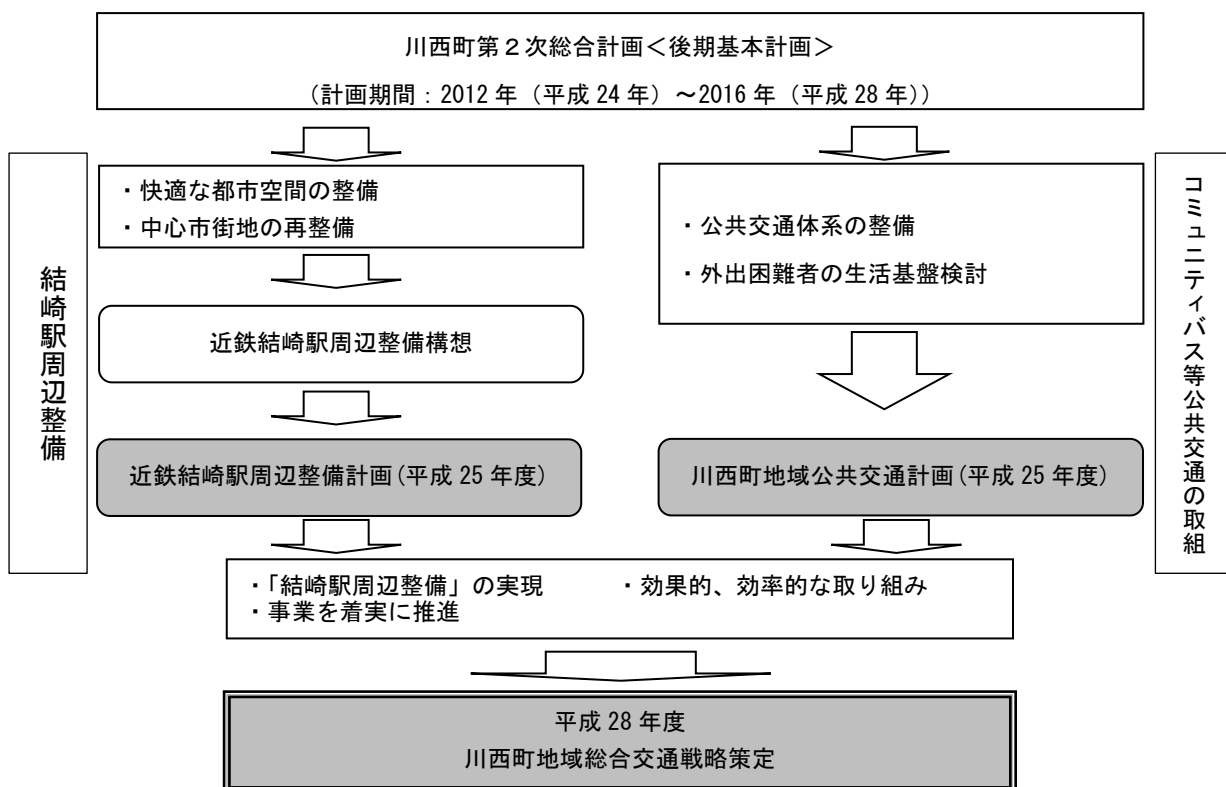 川西町第２次総合計画＜後期基本計画＞
（計画期間：2012 年（平成 24 年）～2016 年（平成 28 年））
結崎駅周辺整備
・快適な都市空間の整備
・中心市街地の再整備
近鉄結崎駅周辺整備構想
近鉄結崎駅周辺整備計画(平成 25 年度)
・公共交通体系の整備
・外出困難者の生活基盤検討
川西町地域公共交通計画(平成 25 年度)
コミュニティバス等公共交通の取組
・「結崎駅周辺整備」の実現　　・効果的、効率的な取り組み
・事業を着実に推進
平成 28 年度
川西町地域総合交通戦略策定